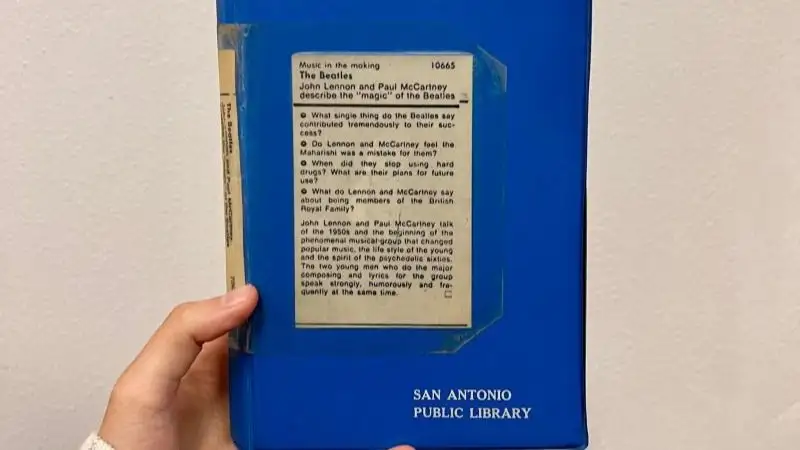 Music in the making 10665
The Beatles
John Lennon and Paul McCartney
describe the "magic" of the Beatles
What single thing do the Beatles say
contributed tremendously to their suc-
cess?
Do Lennon and McCartney feel the
Maharishi was a mistake for them?
When did they stop using hard
drugs? What are their plans for future
use?
What do Lennon and McCartney say
about being members of the British
Royal Family?
John Lennon and Paul McCartney talk
of the 1950s and the beginning of the
phenomenal musical group that changed
popular music, the life style of the young
and the spirit of the psychedelic sixties.
The two young men who do the major
composing and lyrics for the group
speak strongly, humorously and fre-
quently at the same time.
The Beatles
SAN ANTONIO
PUBLIC LIBRARY